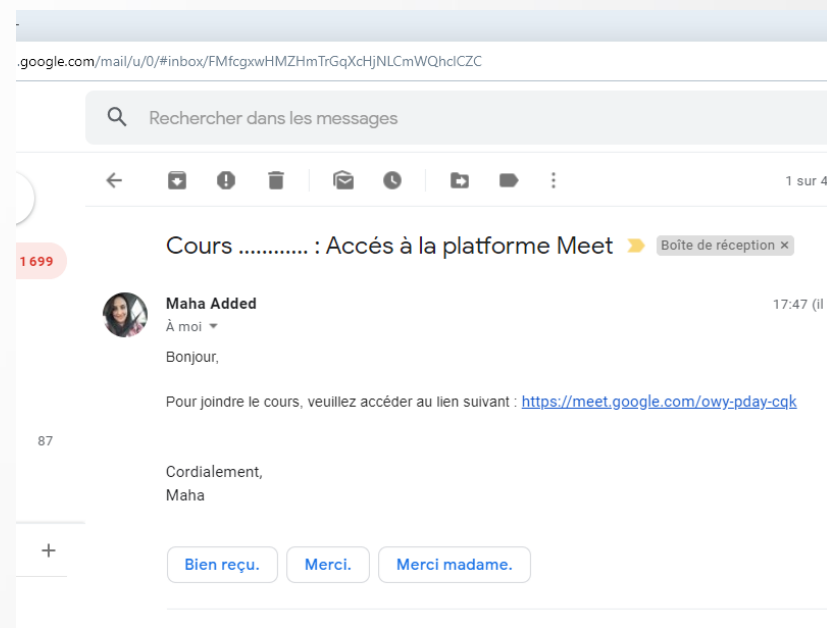 .google.com/mail/u/0/#inbox/FMfcgxwHMZHmTrGqXcHjNLCmWQhclCZC
Rechercher dans les messages
1 sur 4
Cours ............ : Accés à la platforme Meet Boîte de réception ×
1 699
Maha Added 17:47 (il
À moi
Bonjour,
Pour joindre le cours, veuillez accéder au lien suivant : https://meet.google.com/owy-pday-cqk
87
Cordialement,
Maha
Bien reçu. Merci. Merci madame.